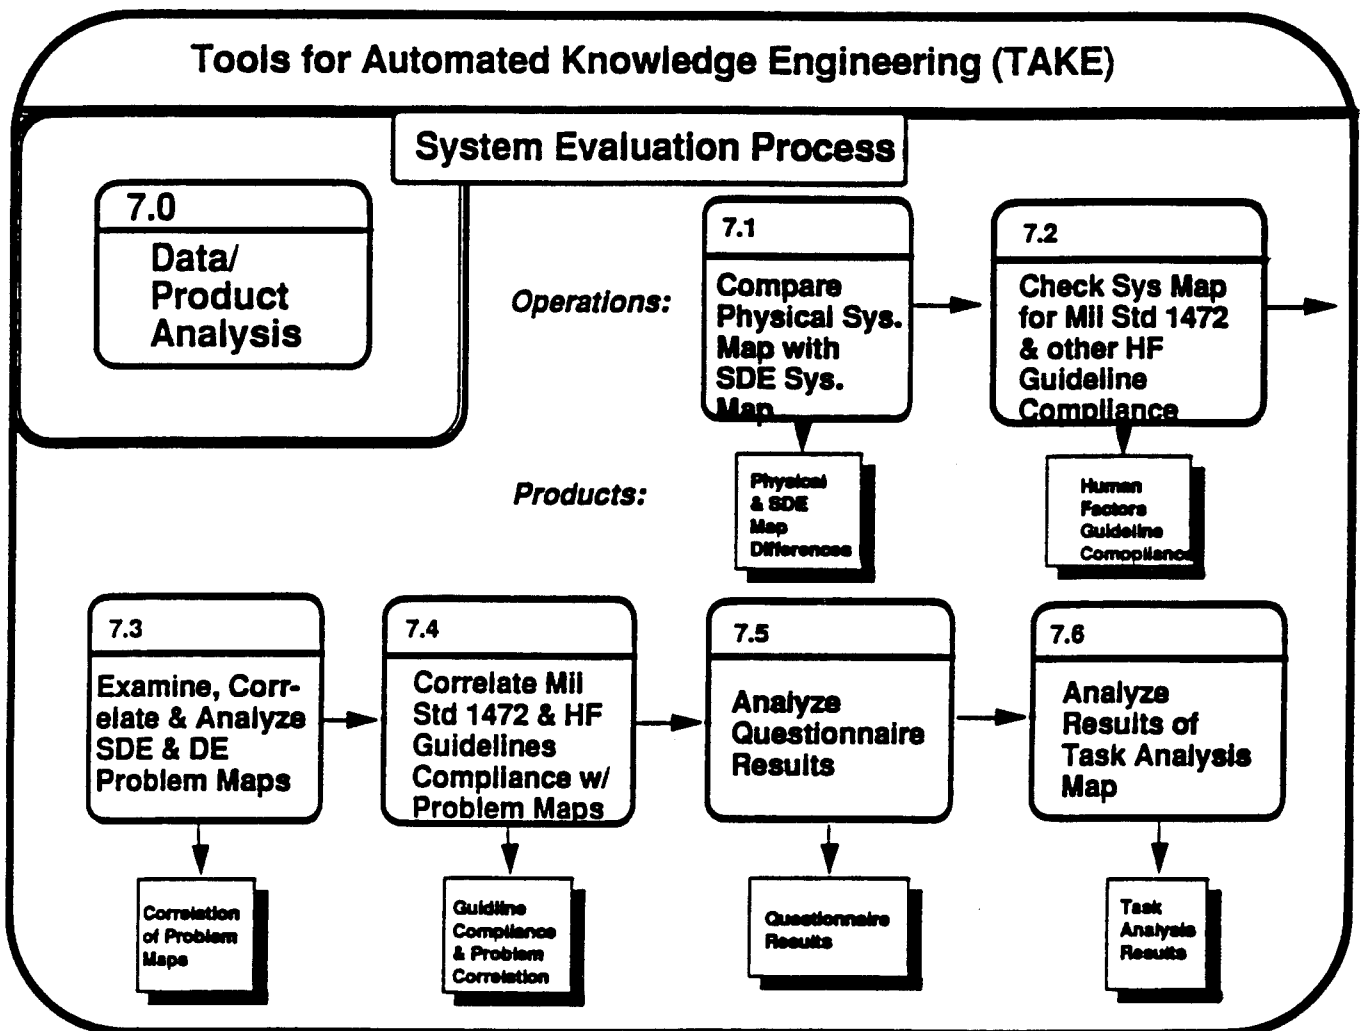 Tools for Automated Knowledge Engineering (TAKE)
System Evaluation Process
7.0
Data/
Product
Analysis
Operations:
7.1
Compare
Physical Sys.
Map with
SDE Sys.
Map
7.2
Check Sys Map
for Mil Std 1472
& other HF
Guideline
Compliance
Products:
Physical
& SDE
Map
Differences
Human
Factors
Guideline
Comopliance
7.3
Examine, Corr-
elate & Analyze
SDE & DE
Problem Maps
7.4
Correlate Mil
Std 1472 & HF
Guidelines
Compliance w/
Problem Maps
7.5
Analyze
Questionnaire
Results
7.6
Analyze
Results of
Task Analysis
Map
Correlation
of Problem
Maps
Guidline
Compliance
& Problem
Correlation
Questionnaire
Results
Task
Analysis
Results